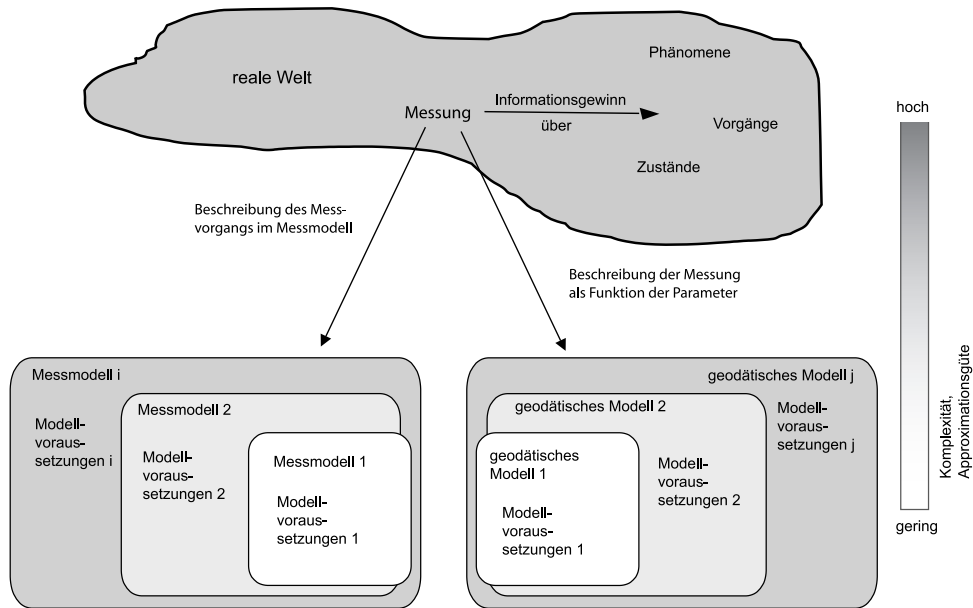 Phänomene
reale Welt
Messung
Informationsgewinn
über
Vorgänge
Zustände
hoch
Beschreibung des Mess-
vorgangs im Messmodell
Beschreibung der Messung
als Funktion der Parameter
Messmodell i
Modell-
voraus-
setzungen i
Messmodell 2
Modell-
voraus-
setzungen 2
Messmodell 1
Modell-
voraus-
setzungen 1
geodätisches Modell j
geodätisches Modell 2
geodätisches
Modell 1
Modell-
voraus-
setzungen 1
Modell-
voraus-
setzungen 2
Modell-
voraus-
setzungen j
Komplexität,
Approximationsgüte
gering